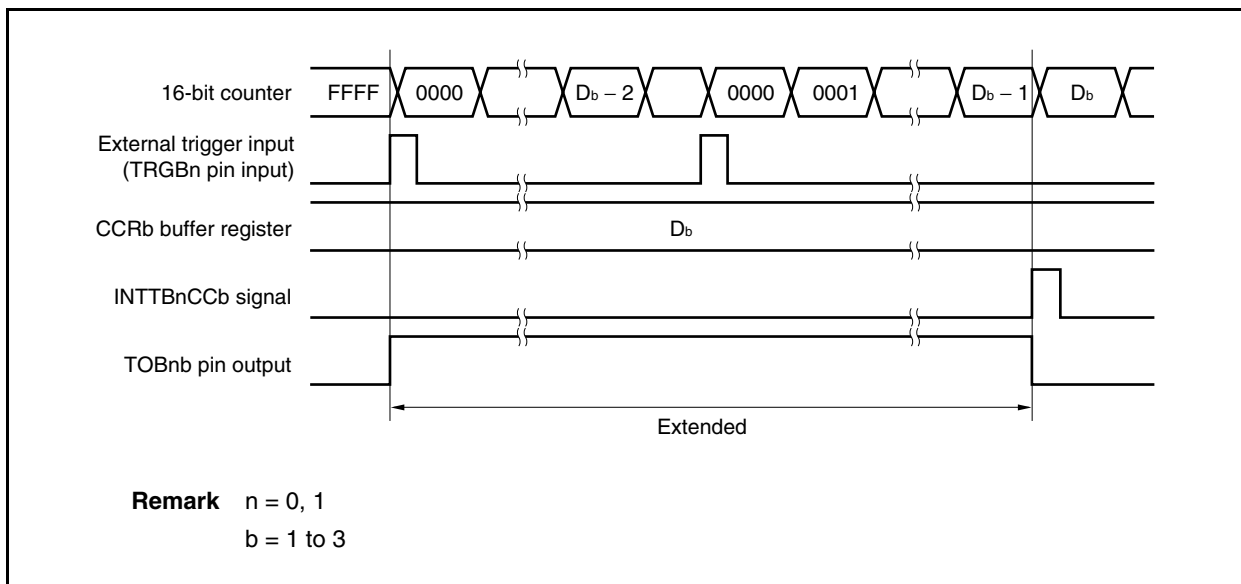 16-bit counter FFFF 0000 Db − 2 0000 0001 Db − 1 Db
External trigger input
(TRGBn pin input)
CCRb buffer register Db
INTTBnCCb signal
TOBnb pin output
Extended
Remark n = 0, 1
b = 1 to 3